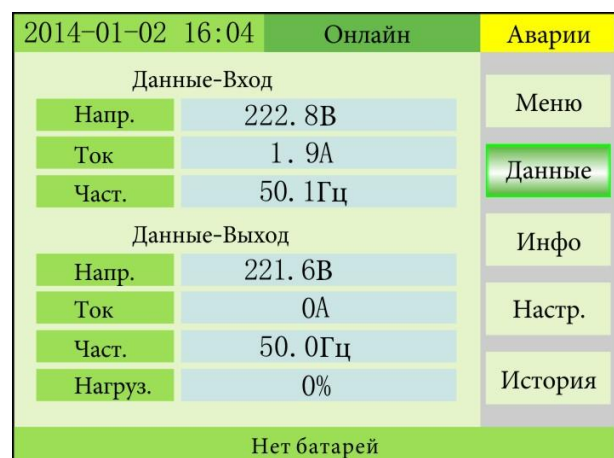 2014-01-02 16:04 Онлайн Аварии
Данные-Вход
Напр. 222.8В
Ток 1.9А
Част. 50.1Гц
Данные-Выход
Напр. 221.6В
Ток 0А
Част. 50.0Гц
Нагруз. 0%
Меню
Данные
Инфо
Настр.
История
Нет батарей